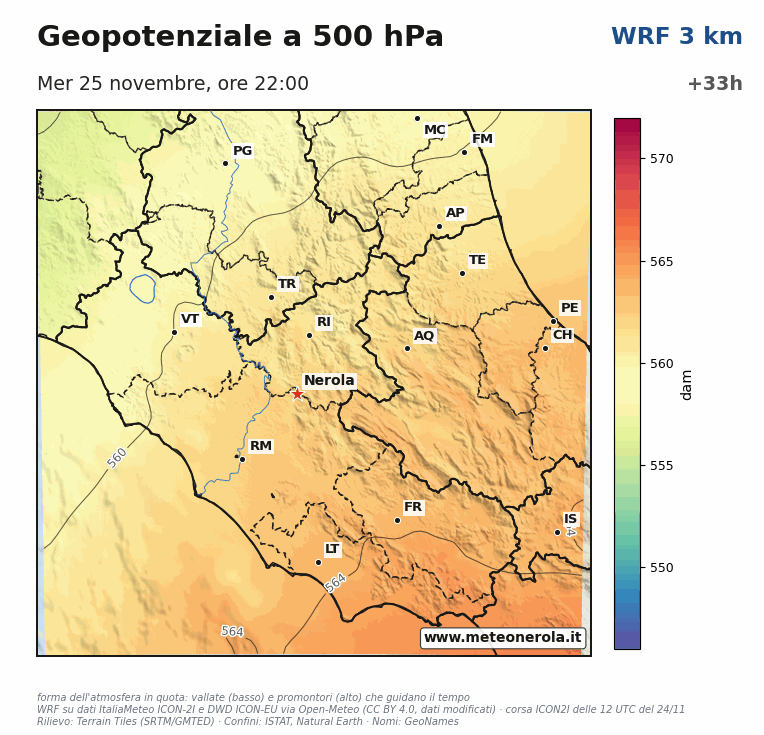 Geopotenziale a 500 hPa
WRF 3 km
Mer 25 novembre, ore 22:00
+33h
MC
FM
PG
AP
TE
TR
PE
VT
RI
AQ
CH
Nerola
560
RM
FR
IS
LT
564
564
www.meteonerola.it
570
565
560
555
550
dam
forma dell'atmosfera in quota: vallate (basso) e promontori (alto) che guidano il tempo
WRF su dati ItaliaMeteo ICON-2I e DWD ICON-EU via Open-Meteo (CC BY 4.0, dati modificati) · corsa ICON2I delle 12 UTC del 24/11
Rilievo: Terrain Tiles (SRTM/GMTED) · Confini: ISTAT, Natural Earth · Nomi: GeoNames